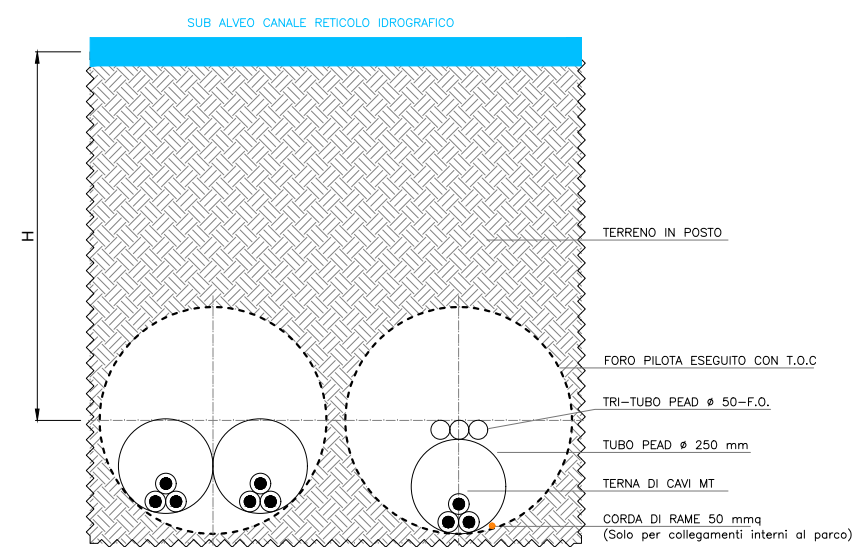 SUB ALVEO CANALE RETICOLO IDROGRAFICO
H
TERRENO IN POSTO
FORO PILOTA ESEGUITO CON T.O.C
TRI-TUBO PEAD ø 50-F.O.
TUBO PEAD ø 250 mm
TERNA DI CAVI MT
CORDA DI RAME 50 mmq
(Solo per collegamenti interni al parco)